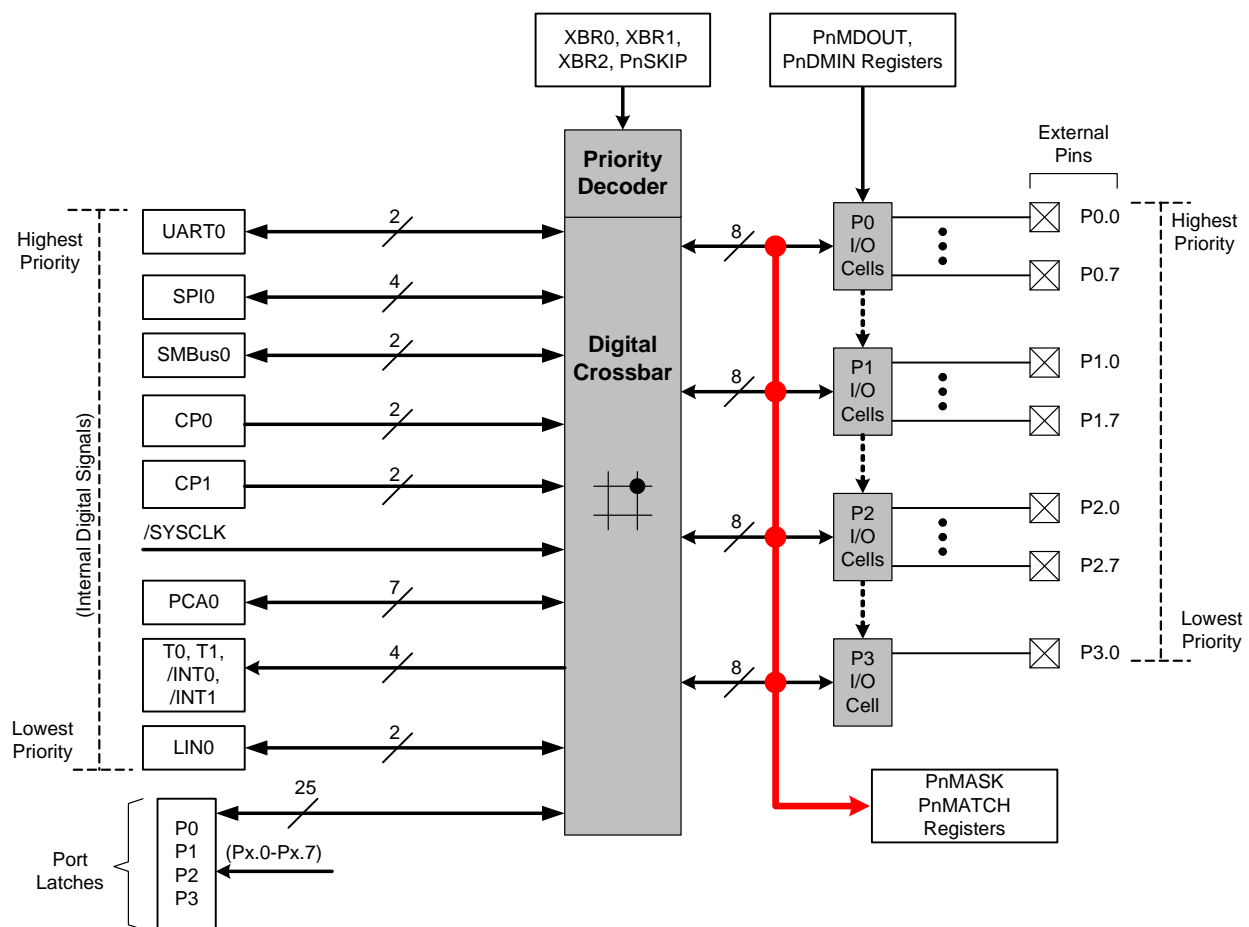 XBR0, XBR1,
XBR2, PnSKIP
PnMDOUT,
PnDMIN Registers
External
Pins
Priority
Decoder
Digital
Crossbar
Highest
Priority
(Internal Digital Signals)
Lowest
Priority
UART0
2
SPI0
4
SMBus0
2
CP0
2
CP1
2
/SYSCLK
PCA0
7
T0, T1,
/INT0,
/INT1
4
LIN0
2
25
Port
Latches
P0
P1
P2
P3
(Px.0-Px.7)
8
P0
I/O
Cells
P0.0
P0.7
8
P1
I/O
Cells
P1.0
P1.7
8
P2
I/O
Cells
P2.0
P2.7
8
P3
I/O
Cell
P3.0
Highest
Priority
Lowest
Priority
PnMASK
PnMATCH
Registers